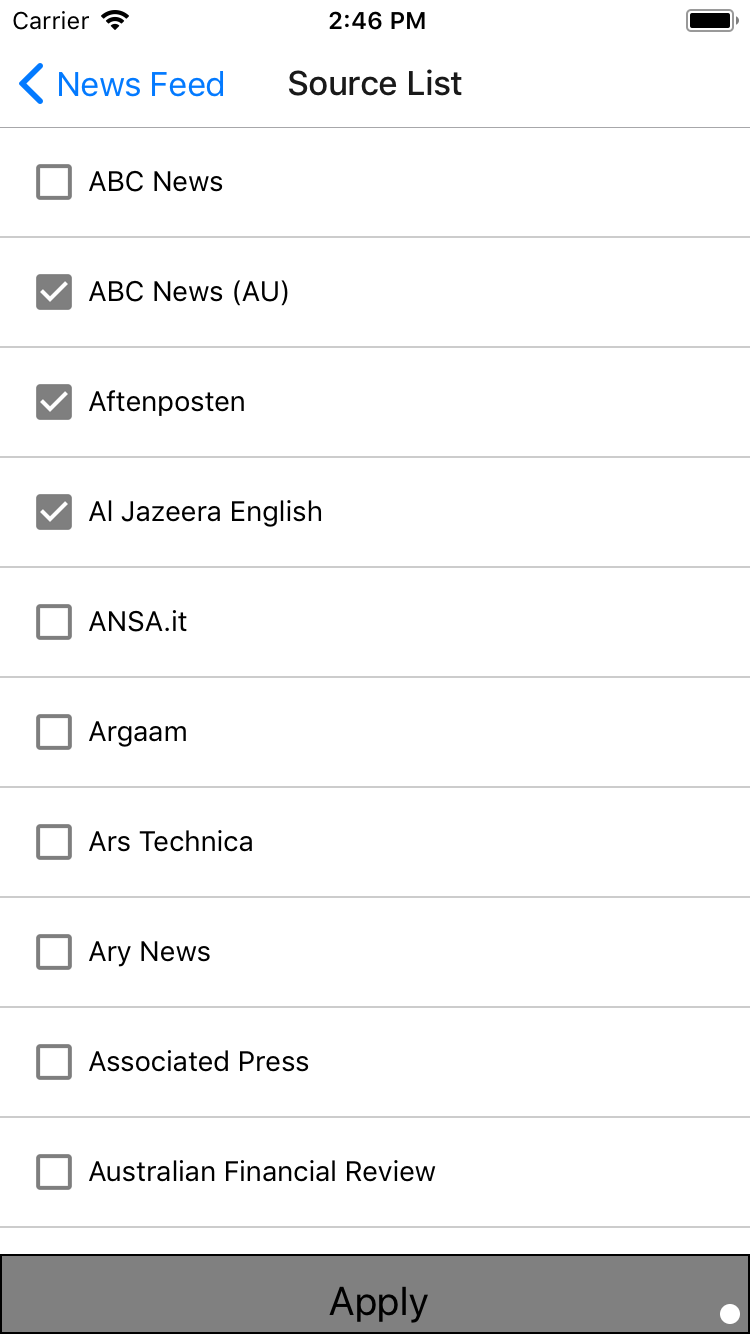 Carrier 2:46 PM
News Feed Source List
ABC News
ABC News (AU)
Aftenposten
Al Jazeera English
ANSA.it
Argaam
Ars Technica
Ary News
Associated Press
Australian Financial Review
Apply